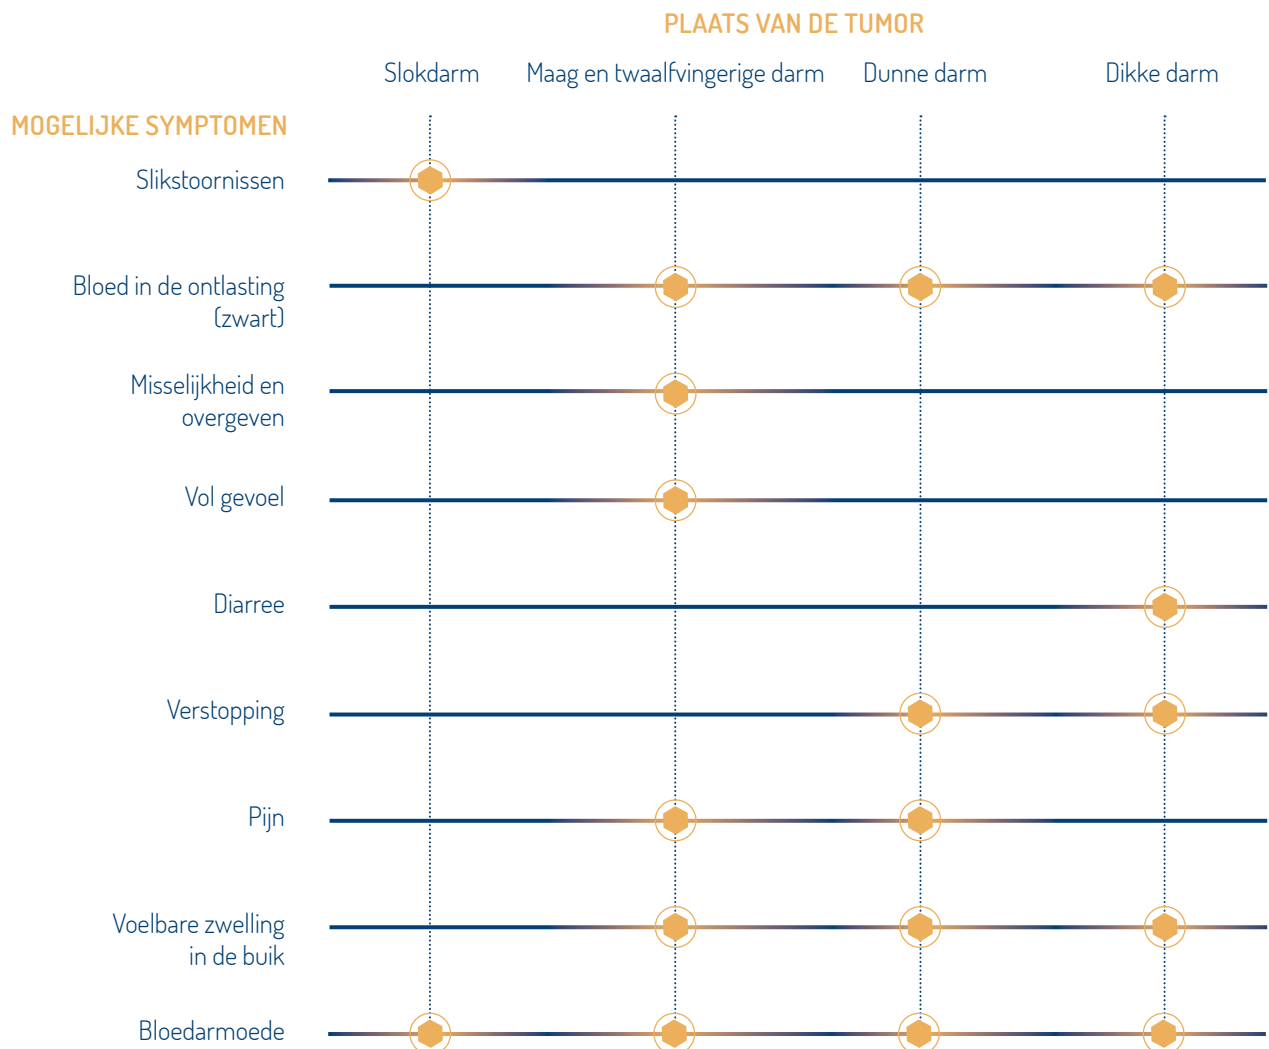 PLAATS VAN DE TUMOR
Slokdarm Maag en twaalfvingerige darm Dunne darm Dikke darm
MOGELIJKE SYMPTOMEN
Slikstoornissen
Bloed in de ontlasting
(zwart)
Misselijkheid en
overgeven
Vol gevoel
Diarree
Verstopping
Pijn
Voelbare zwelling
in de buik
Bloedarmoede